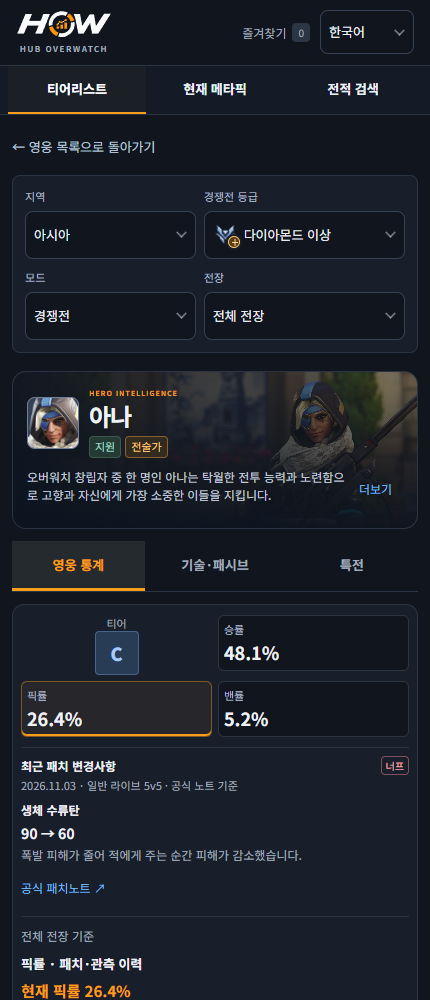 HOW
HUB OVERWATCH
즐겨찾기 0
한국어
티어리스트 현재 메타픽 전적 검색
← 영웅 목록으로 돌아가기
지역 경쟁전 등급
아시아 다이아몬드 이상
모드 전장
경쟁전 전체 전장
HERO INTELLIGENCE
아나
지원 전술가
오버워치 창립자 중 한 명인 아나는 탁월한 전투 능력과 노련함으
로 고향과 자신에게 가장 소중한 이들을 지킵니다.
더보기
영웅 통계 기술·패시브 특전
티어
C
승률
48.1%
픽률
26.4%
밴률
5.2%
최근 패치 변경사항 너프
2026.11.03 · 일반 라이브 5v5 · 공식 노트 기준
생체 수류탄
90 → 60
폭발 피해가 줄어 적에게 주는 순간 피해가 감소했습니다.
공식 패치노트 ↗
전체 전장 기준
픽률 · 패치·관측 이력
현재 픽률 26.4%